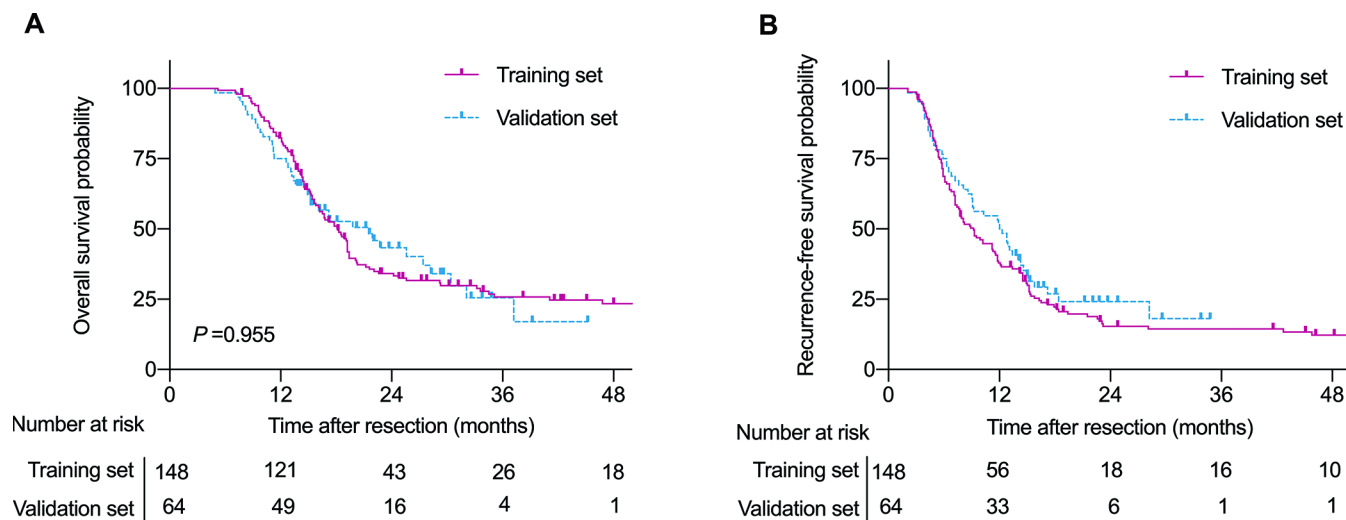 A
Overall survival probability
100
75
50
25
0
Training set
Validation set
P =0.955
0 12 24 36 48
Time after resection (months)
Number at risk
Training set 148 121 43 26 18
Validation set 64 49 16 4 1
B
Recurrence-free survival probability
100
75
50
25
0
Training set
Validation set
0 12 24 36 48
Time after resection (months)
Number at risk
Training set 148 56 18 16 10
Validation set 64 33 6 1 1